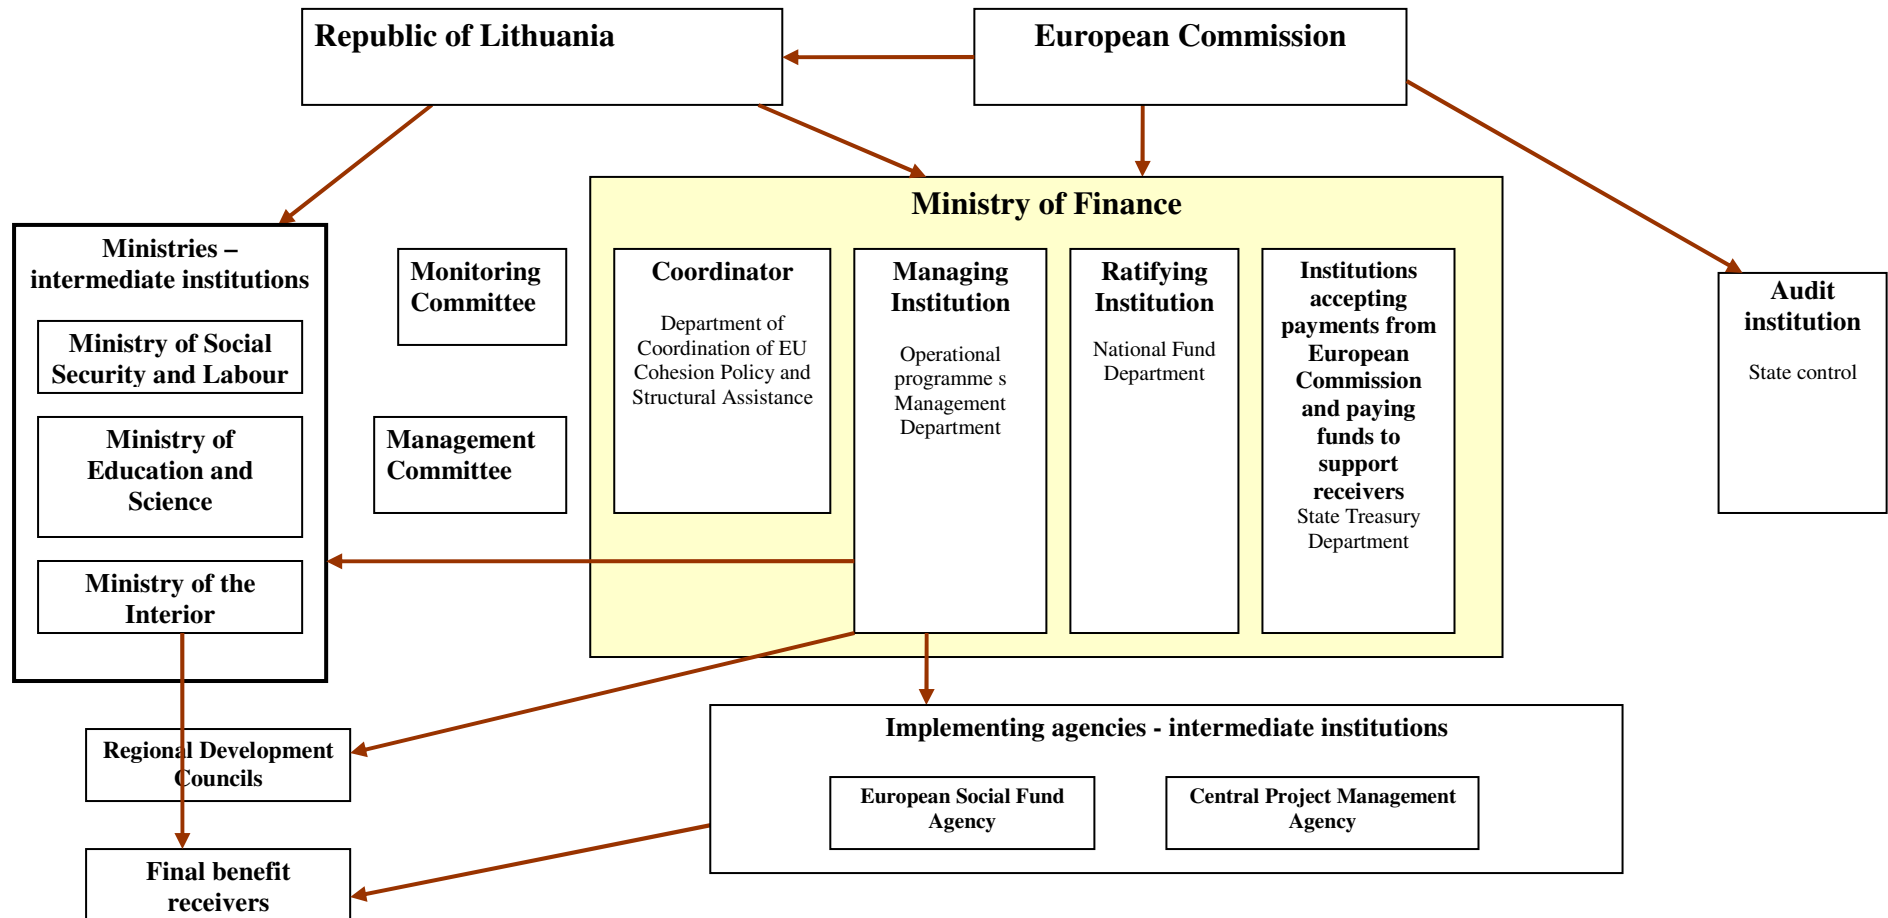 Republic of Lithuania
European Commission
Ministry of Finance
Ministries –
intermediate institutions
Ministry of Social
Security and Labour
Ministry of
Education and
Science
Ministry of the
Interior
Monitoring
Committee
Management
Committee
Coordinator
Department of
Coordination of EU
Cohesion Policy and
Structural Assistance
Managing
Institution
Operational
programme s
Management
Department
Ratifying
Institution
National Fund
Department
Institutions
accepting
payments from
European
Commission
and paying
funds to
support
receivers
State Treasury
Department
Audit
institution
State control
Regional Development
Councils
Implementing agencies - intermediate institutions
European Social Fund
Agency
Central Project Management
Agency
Final benefit
receivers